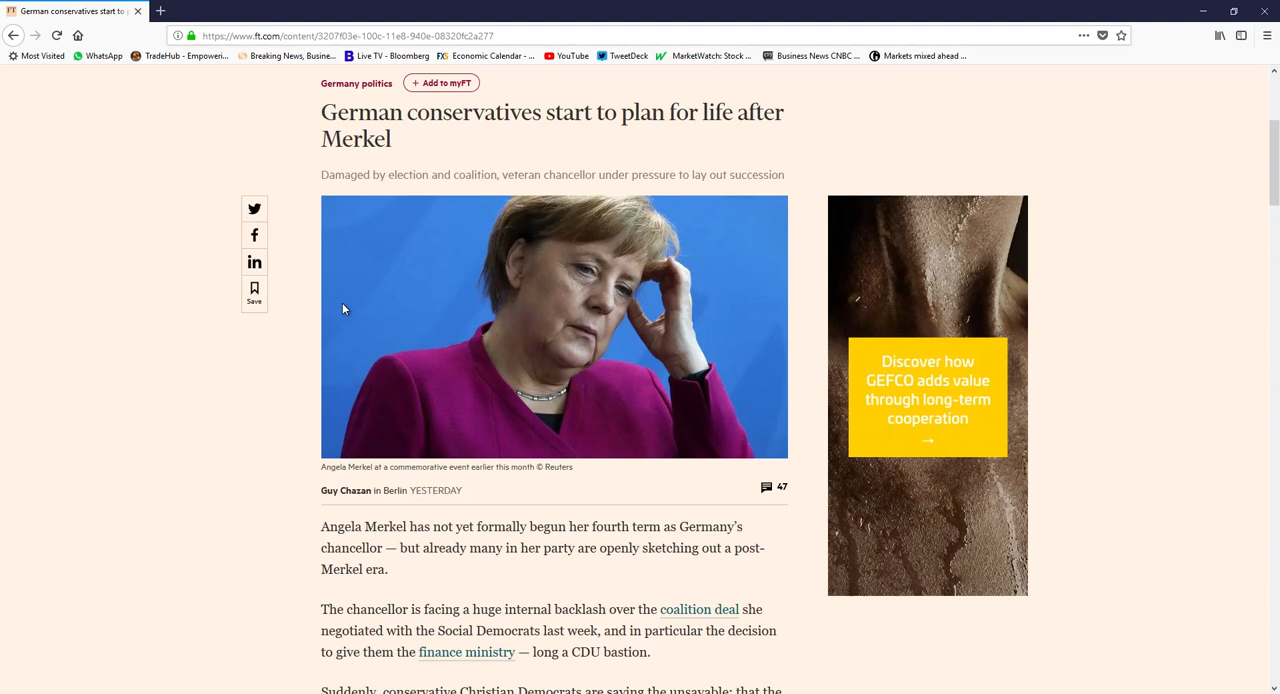 German conservatives start to p
https://www.ft.com/content/3207f03e-100c-11e8-940e-08320fc2a277
Most Visited WhatsApp TradeHub - Empoweri... Breaking News, Busine... Live TV - Bloomberg FXS Economic Calendar - ... YouTube TweetDeck MarketWatch: Stock ... Business News CNBC ... Markets mixed ahead ...
Germany politics + Add to myFT
German conservatives start to plan for life after
Merkel
Damaged by election and coalition, veteran chancellor under pressure to lay out succession
Save
Discover how
GEFCO adds value
through long-term
cooperation
→
Angela Merkel at a commemorative event earlier this month © Reuters
Guy Chazan in Berlin YESTERDAY 47
Angela Merkel has not yet formally begun her fourth term as Germany’s
chancellor — but already many in her party are openly sketching out a post-
Merkel era.
The chancellor is facing a huge internal backlash over the coalition deal she
negotiated with the Social Democrats last week, and in particular the decision
to give them the finance ministry — long a CDU bastion.
Suddenly, conservative Christian Democrats are saying the unsayable: that the